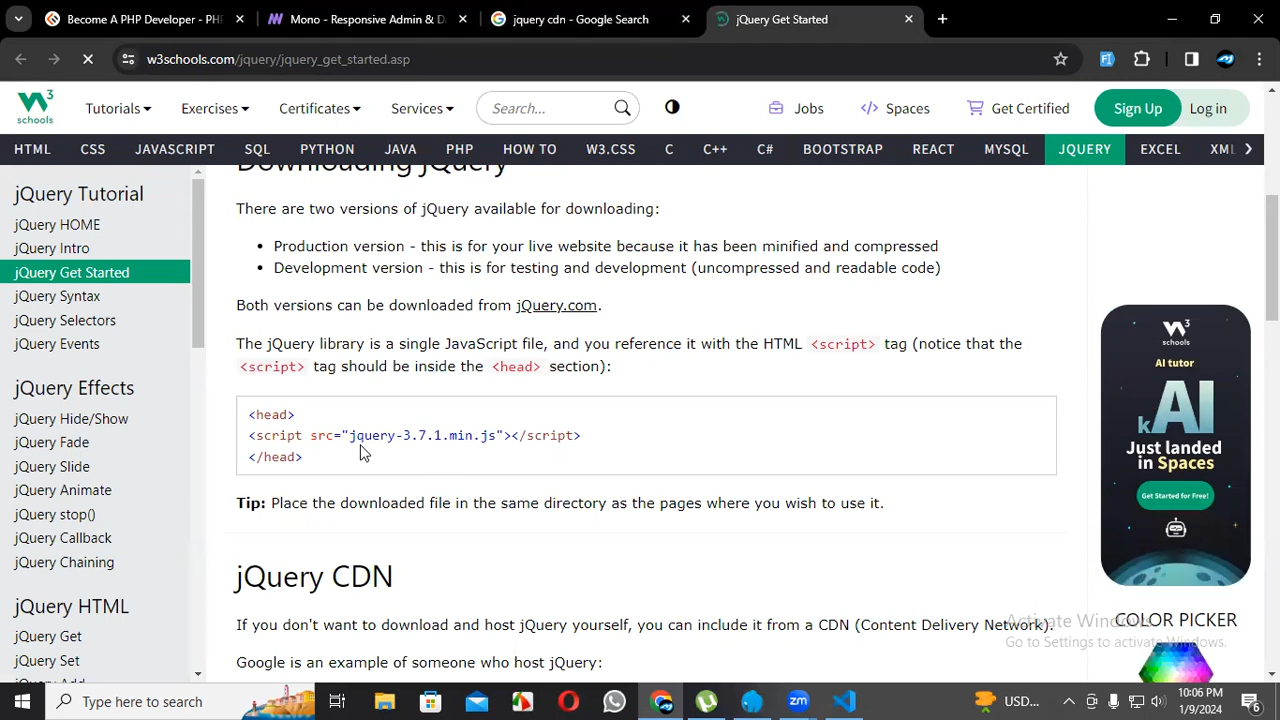 Become A PHP Developer - PHP
Mono - Responsive Admin & Da
jquery cdn - Google Search
jQuery Get Started
w3schools.com/jquery/jquery_get_started.asp
W3
schools
Tutorials
Exercises
Certificates
Services
Search...
Jobs
Spaces
Get Certified
Sign Up
Log in
HTML
CSS
JAVASCRIPT
SQL
PYTHON
JAVA
PHP
HOW TO
W3.CSS
C
C++
C#
BOOTSTRAP
REACT
MYSQL
JQUERY
EXCEL
XML
jQuery Tutorial
jQuery HOME
jQuery Intro
jQuery Get Started
jQuery Syntax
jQuery Selectors
jQuery Events
jQuery Effects
jQuery Hide/Show
jQuery Fade
jQuery Slide
jQuery Animate
jQuery stop()
jQuery Callback
jQuery Chaining
jQuery HTML
jQuery Get
jQuery Set
jQuery Add
Downloading jQuery
There are two versions of jQuery available for downloading:
• Production version - this is for your live website because it has been minified and compressed
• Development version - this is for testing and development (uncompressed and readable code)
Both versions can be downloaded from jQuery.com.
The jQuery library is a single JavaScript file, and you reference it with the HTML <script> tag (notice that the
<script> tag should be inside the <head> section):
<head>
<script src="jquery-3.7.1.min.js"></script>
</head>
Tip: Place the downloaded file in the same directory as the pages where you wish to use it.
jQuery CDN
If you don't want to download and host jQuery yourself, you can include it from a CDN (Content Delivery Network).
Google is an example of someone who host jQuery:
W3
schools
AI tutor
kAI
Just landed
in Spaces
Get Started for Free!
COLOR PICKER
Activate Windows
Go to Settings to activate Windows.
Type here to search
USD...
10:06 PM
1/9/2024
6